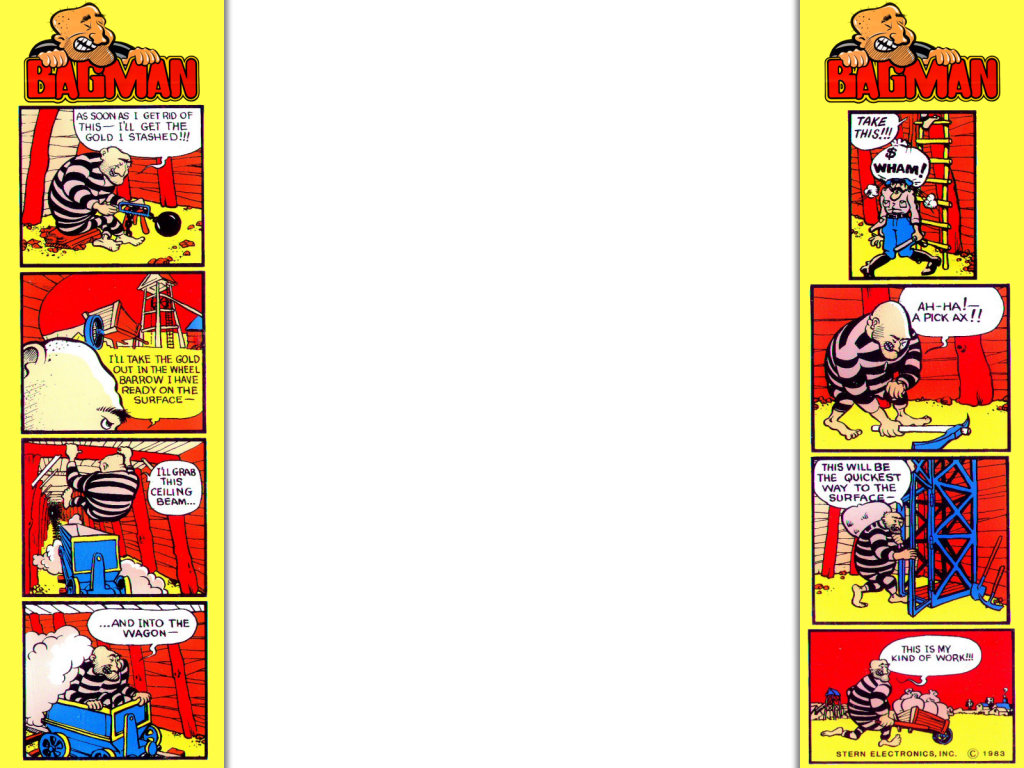 BAGMAN
AS SOON AS I GET RID OF
THIS— I'LL GET THE
GOLD I STASHED!!!
I'LL TAKE THE GOLD
OUT IN THE WHEEL
BARROW I HAVE
READY ON THE
SURFACE—
I'LL GRAB
THIS
CEILING
BEAM...
...AND INTO THE
WAGON—
BAGMAN
TAKE
THIS!!!
$
WHAM!
AH-HA!—
A PICK AX!!
THIS WILL BE
THE QUICKEST
WAY TO THE
SURFACE—
THIS IS MY
KIND OF WORK!!!
STERN ELECTRONICS, INC. © 1983